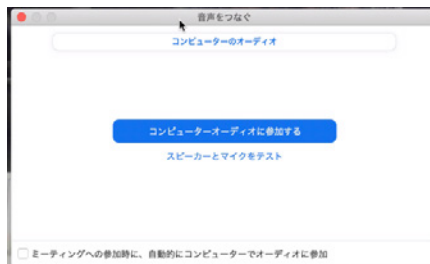 音声をつなぐ
コンピューターのオーディオ
コンピューターオーディオに参加する
スピーカーとマイクをテスト
ミーティングへの参加時に、自動的にコンピューターでオーディオに参加